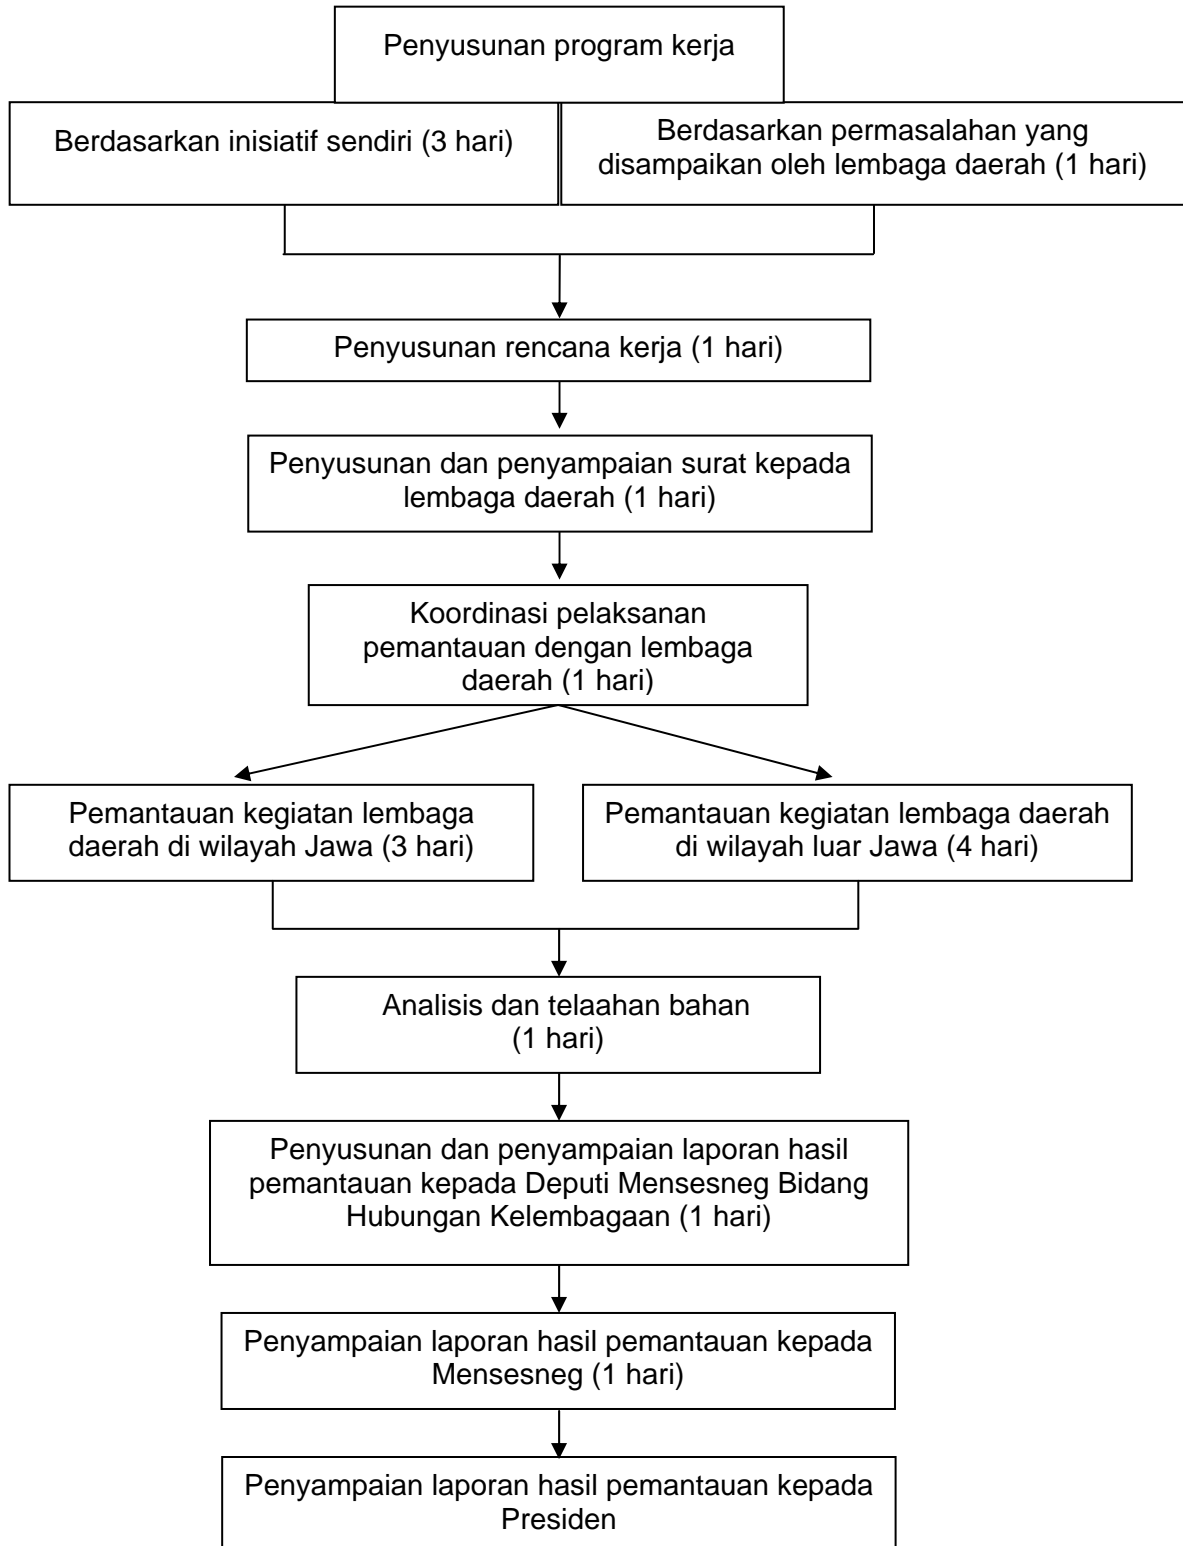 Penyusunan program kerja
Berdasarkan inisiatif sendiri (3 hari)
Berdasarkan permasalahan yang
disampaikan oleh lembaga daerah (1 hari)
Penyusunan rencana kerja (1 hari)
Penyusunan dan penyampaian surat kepada
lembaga daerah (1 hari)
Koordinasi pelaksanan
pemantauan dengan lembaga
daerah (1 hari)
Pemantauan kegiatan lembaga
daerah di wilayah Jawa (3 hari)
Pemantauan kegiatan lembaga daerah
di wilayah luar Jawa (4 hari)
Analisis dan telaahan bahan
(1 hari)
Penyusunan dan penyampaian laporan hasil
pemantauan kepada Deputi Mensesneg Bidang
Hubungan Kelembagaan (1 hari)
Penyampaian laporan hasil pemantauan kepada
Mensesneg (1 hari)
Penyampaian laporan hasil pemantauan kepada
Presiden